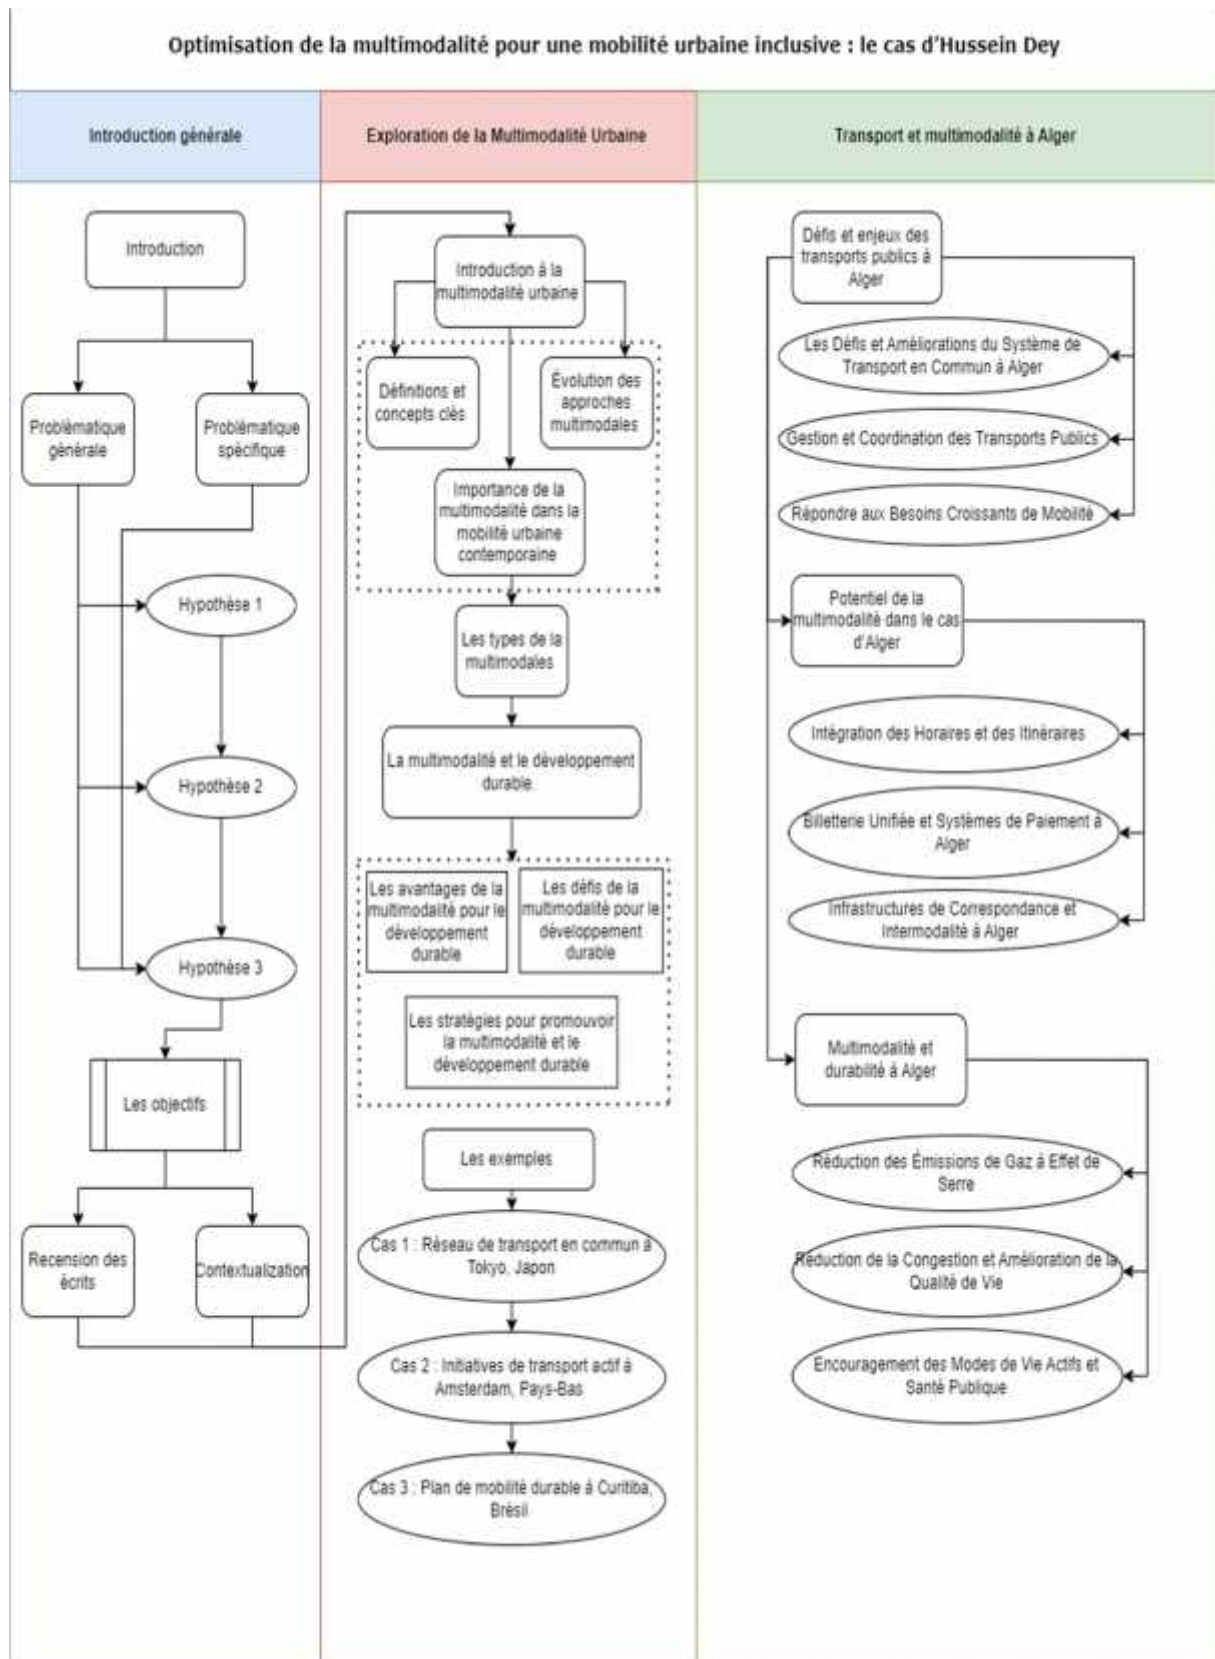 Optimisation de la multimodalité pour une mobilité urbaine inclusive : le cas d'Hussein Dey
Introduction générale
Exploration de la Multimodalité Urbaine
Transport et multimodalité à Alger
Introduction
Problèmatique
générale
Problèmatique
spécifique
Hypothèse 1
Hypothèse 2
Hypothèse 3
Les objectifs
Recension des
écrits
Contextualization
Introduction à la
multimodalité urbaine
Définitions et
concepts clés
Évolution des
approches
multimodales
Importance de la
multimodalité dans la
mobilité urbaine
contemporaine
Les types de la
multimodales
La multimodalité et le développement
durable.
Les avantages de la
multimodalité pour le
développement
durable
Les défis de la
multimodalité pour le
développement
durable
Les stratégies pour promouvoir
la multimodalité et le
développement durable
Les exemples
Cas 1 : Réseau de transport en commun à
Tokyo, Japon
Cas 2 : Initiatives de transport actif à
Amsterdam, Pays-Bas
Cas 3 : Plan de mobilité durable à Curitiba,
Brésil
Défis et enjeux des
transports publics à
Alger
Les Défis et Améliorations du Système de
Transport en Commun à Alger
Gestion et Coordination des Transports Publics
Répondre aux Besoins Croissants de Mobilité
Potentiel de la
multimodalité dans le cas
d'Alger
Intégration des Horaires et des Itinéraires
Billetterie Unifiée et Systèmes de Paiement à
Alger
Infrastructures de Correspondance et
Intermodalité à Alger
Multimodalité et
durabilité à Alger
Réduction des Émissions de Gaz à Effet de
Serre
Réduction de la Congestion et Amélioration de la
Qualité de Vie
Encouragement des Modes de Vie Actifs et
Santé Publique